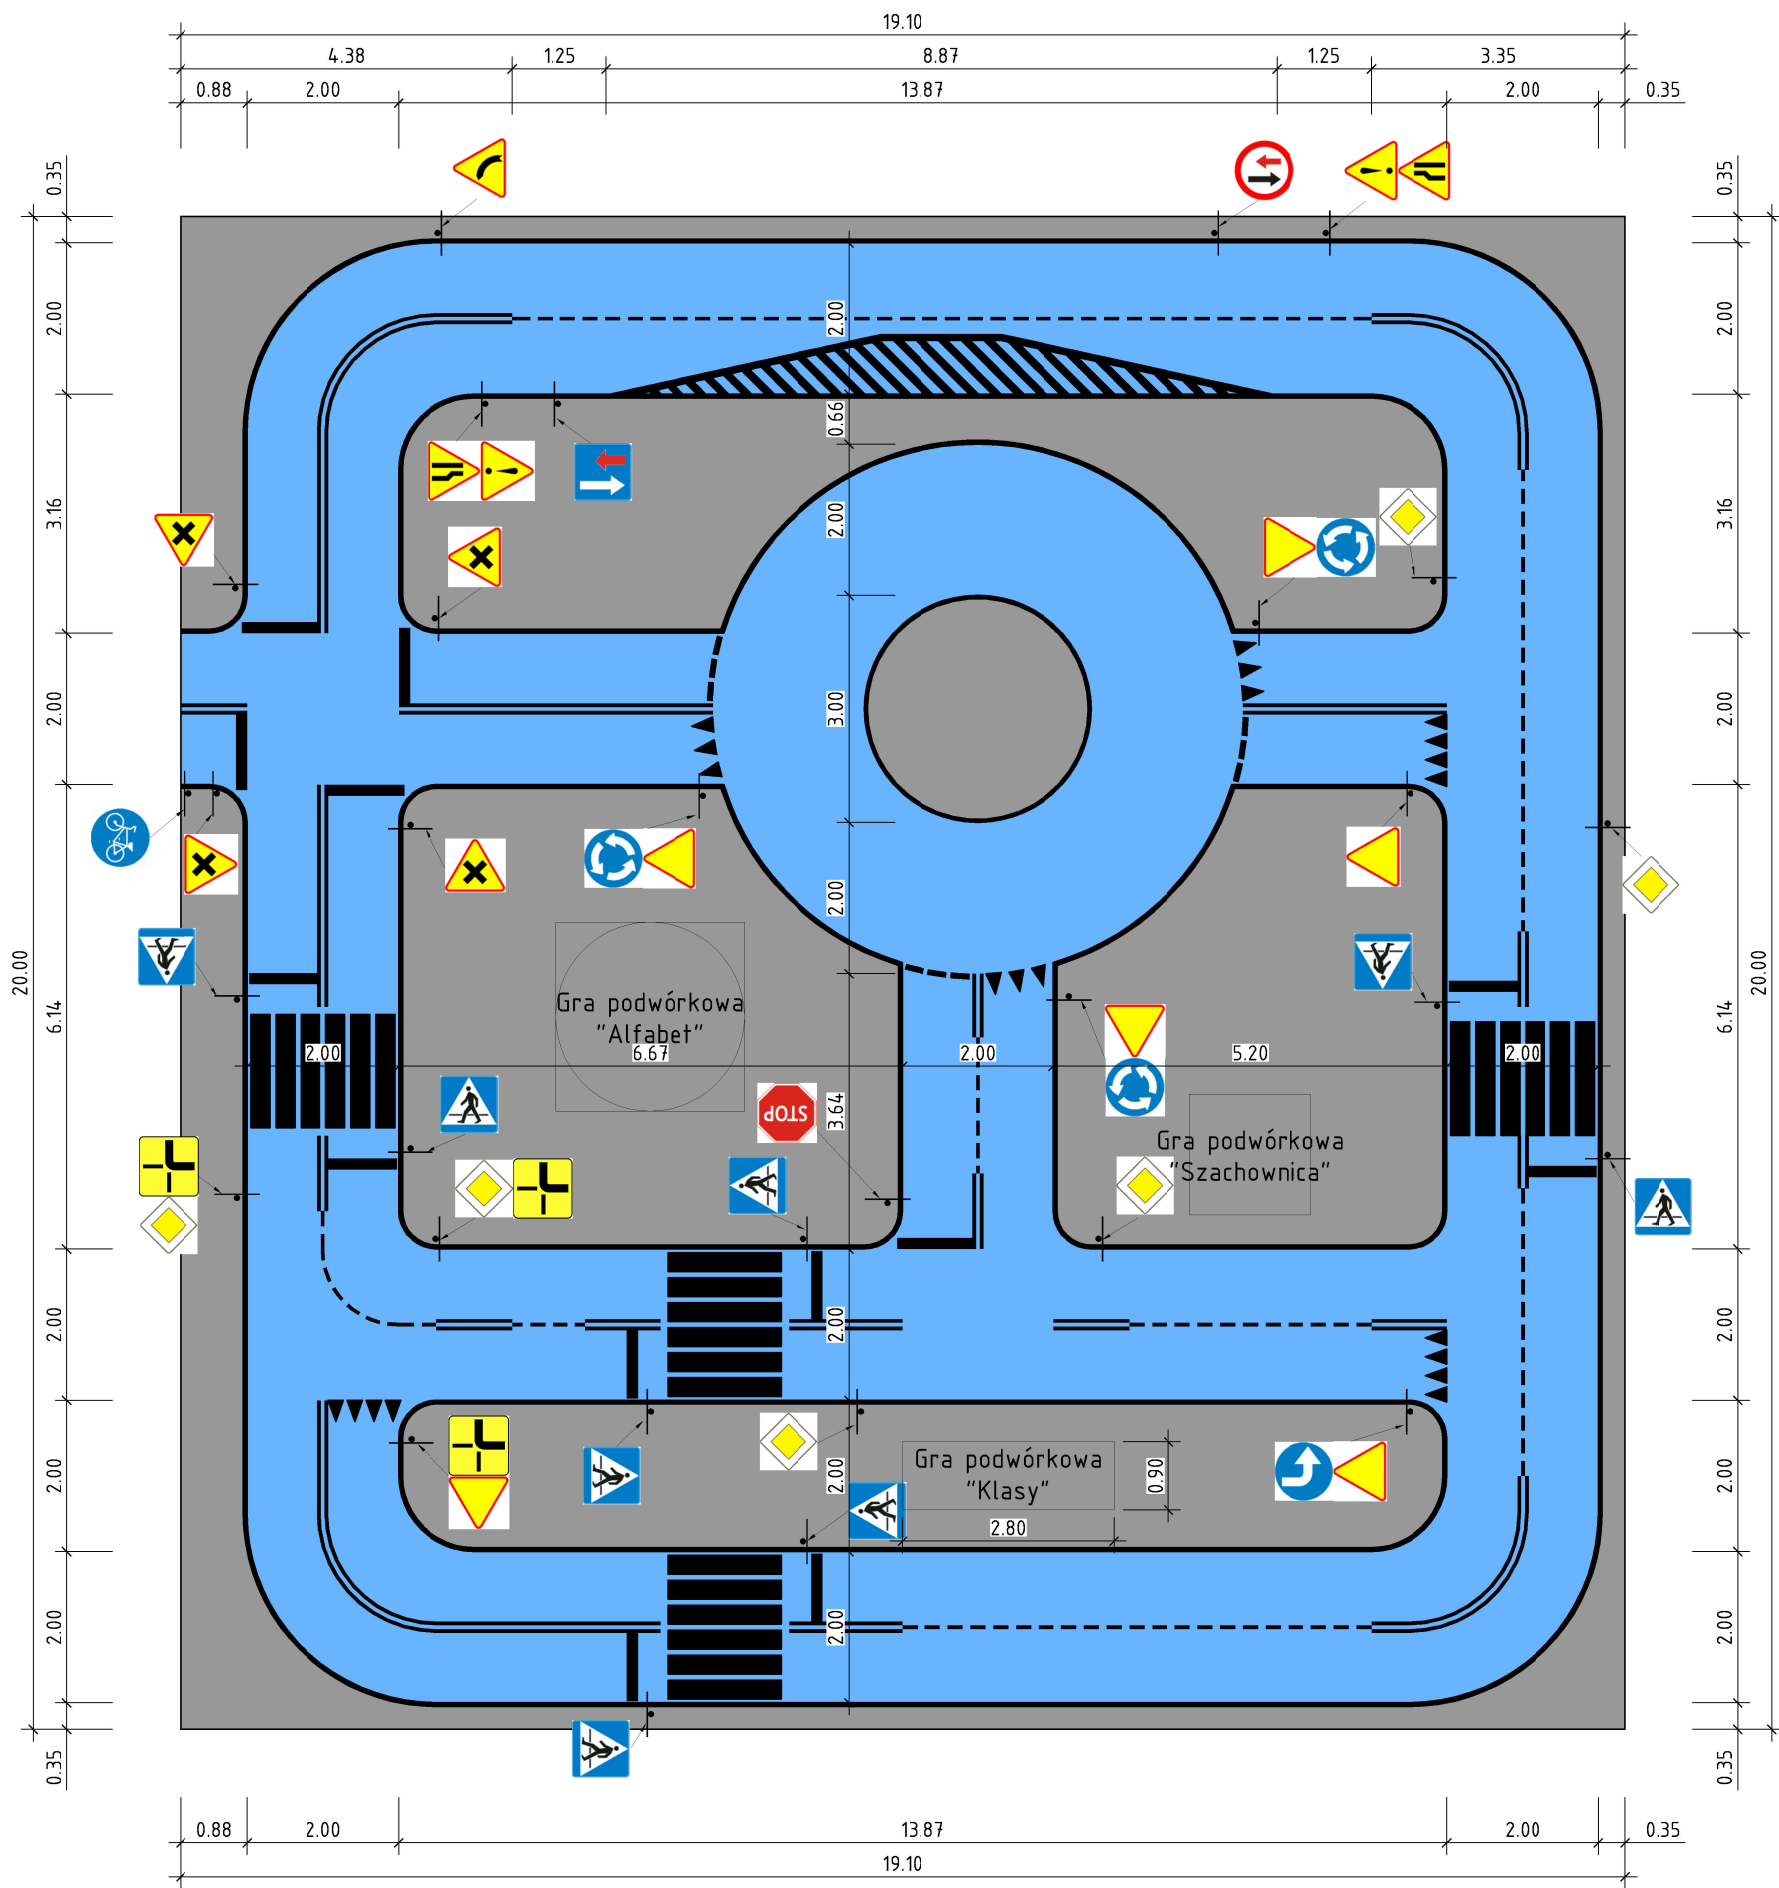 19.10
4.38 1.25 8.87 1.25 3.35
0.88 2.00 13.87 2.00 0.35
0.35 0.35
2.00 2.00 2.00
0.66
3.16 2.00 3.16
2.00 3.00 2.00
2.00
20.00 6.14 6.14 20.00
Gra podwórkowa
"Alfabet"
2.00 6.67 2.00 5.20 2.00
STOP 3.64
Gra podwórkowa
"Szachownica"
2.00 2.00 2.00
Gra podwórkowa
"Klasy"
2.00 2.00 0.90 2.00
2.80
2.00 2.00 2.00
0.35 0.35
0.88 2.00 13.87 2.00 0.35
19.10